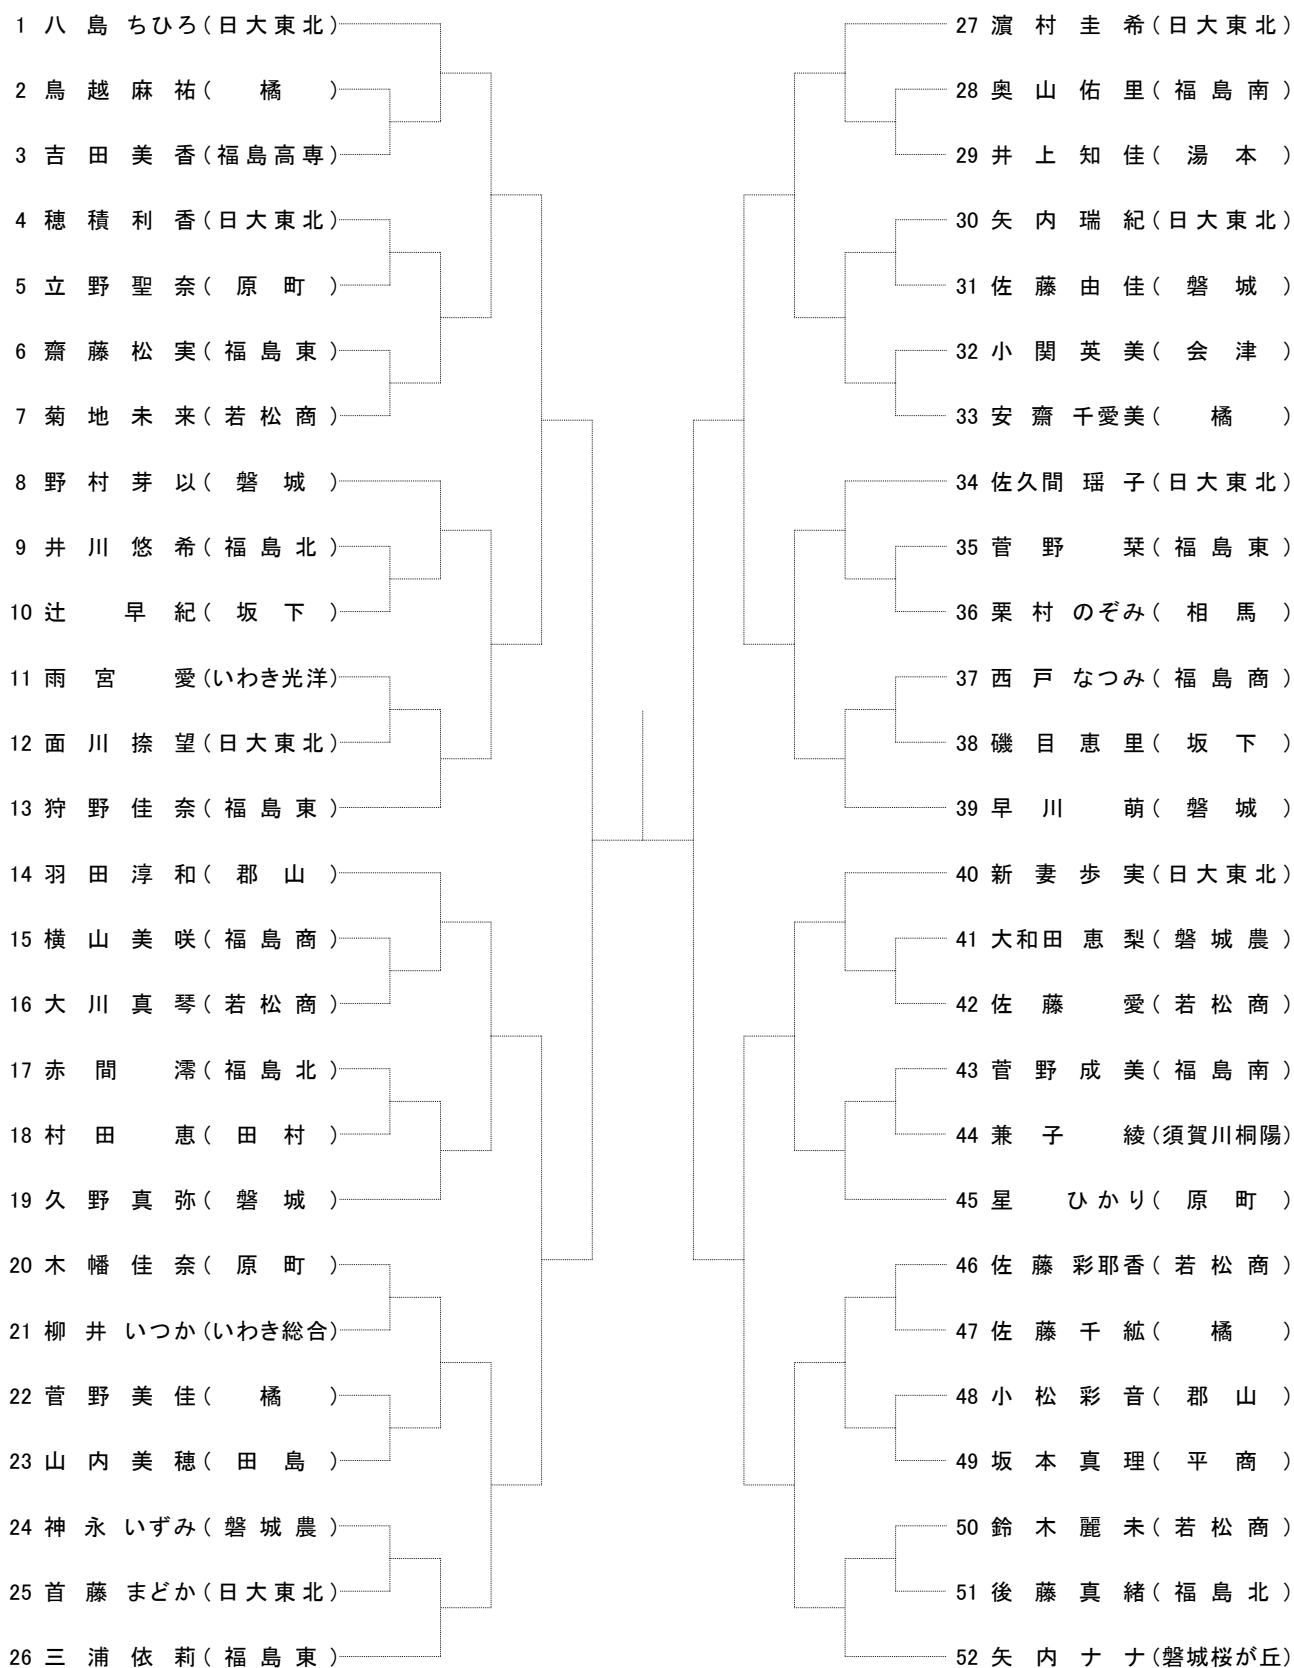 1 八島 ちひろ(日大東北)
2 鳥越麻祐(橘)
3 吉田美香(福島高専)
4 穂積利香(日大東北)
5 立野聖奈(原町)
6 齋藤松実(福島東)
7 菊地未来(若松商)
8 野村芽以(磐城)
9 井川悠希(福島北)
10 辻 早紀(坂下)
11 雨宮 愛(いわき光洋)
12 面川捺望(日大東北)
13 狩野佳奈(福島東)
14 羽田淳和(郡山)
15 横山美咲(福島商)
16 大川真琴(若松商)
17 赤間 澪(福島北)
18 村田 恵(田村)
19 久野真弥(磐城)
20 木幡佳奈(原町)
21 柳井 いつか(いわき総合)
22 菅野美佳(橘)
23 山内美穂(田島)
24 神永 いずみ(磐城農)
25 首藤 まどか(日大東北)
26 三浦依莉(福島東)
27 濵村圭希(日大東北)
28 奥山佑里(福島南)
29 井上知佳(湯本)
30 矢内瑞紀(日大東北)
31 佐藤由佳(磐城)
32 小関英美(会津)
33 安齋 千愛美(橘)
34 佐久間 瑶子(日大東北)
35 菅野 栞(福島東)
36 栗村 のぞみ(相馬)
37 西戸 なつみ(福島商)
38 磯目恵里(坂下)
39 早川 萌(磐城)
40 新妻歩実(日大東北)
41 大和田 恵梨(磐城農)
42 佐藤 愛(若松商)
43 菅野成美(福島南)
44 兼子 綾(須賀川桐陽)
45 星 ひかり(原町)
46 佐藤 彩耶香(若松商)
47 佐藤千紘(橘)
48 小松彩音(郡山)
49 坂本真理(平商)
50 鈴木麗未(若松商)
51 後藤真緒(福島北)
52 矢内ナナ(磐城桜が丘)